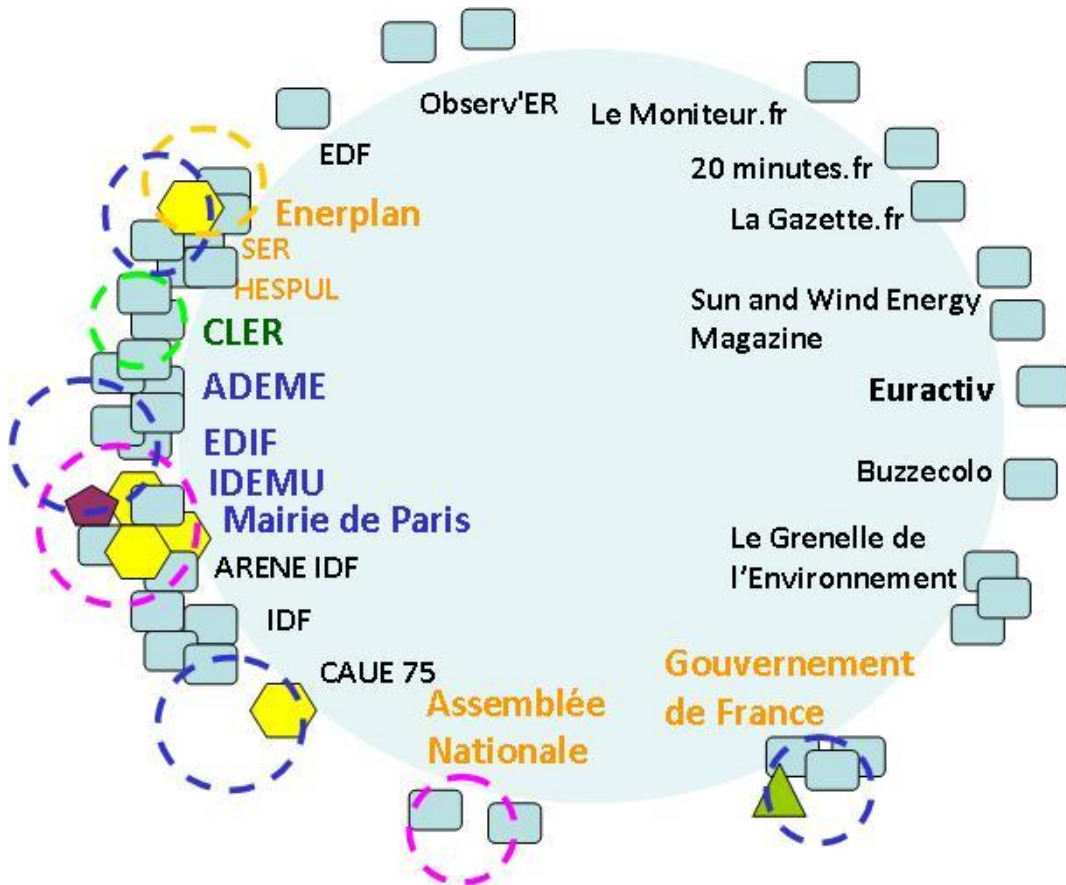 Observ'ER
Le Moniteur.fr
EDF
20 minutes.fr
Enerplan
La Gazette.fr
SER
HESPUL
Sun and Wind Energy
Magazine
CLER
ADEME
Euractiv
EDIF
Buzzecolo
IDEMU
Mairie de Paris
Le Grenelle de
l'Environnement
ARENE IDF
IDF
CAUE 75
Gouvernement
de France
Assemblée
Nationale